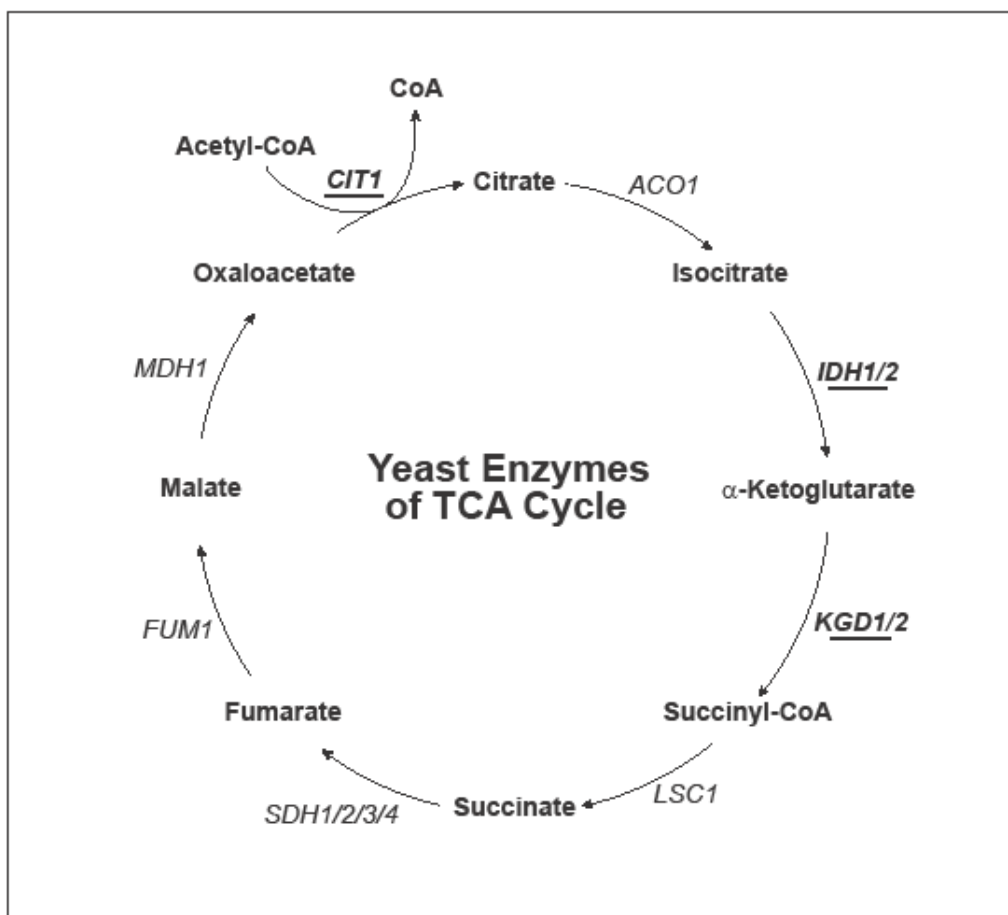 CoA
Acetyl-CoA
CIT1
Citrate
ACO1
Oxaloacetate
Isocitrate
MDH1
IDH1/2
Yeast Enzymes
of TCA Cycle
Malate
α-Ketoglutarate
FUM1
KGD1/2
Fumarate
Succinyl-CoA
SDH1/2/3/4
Succinate
LSC1